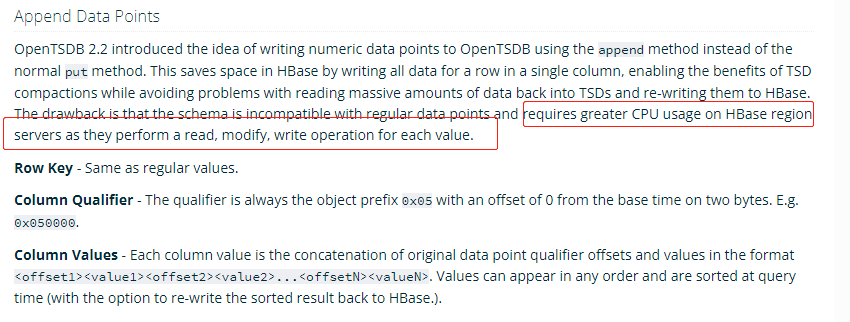 Append Data Points
OpenTSDB 2.2 introduced the idea of writing numeric data points to OpenTSDB using the append method instead of the
normal put method. This saves space in HBase by writing all data for a row in a single column, enabling the benefits of TSD
compactions while avoiding problems with reading massive amounts of data back into TSDs and re-writing them to HBase.
The drawback is that the schema is incompatible with regular data points and requires greater CPU usage on HBase region
servers as they perform a read, modify, write operation for each value.
Row Key - Same as regular values.
Column Qualifier - The qualifier is always the object prefix 0x05 with an offset of 0 from the base time on two bytes. E.g.
0x050000.
Column Values - Each column value is the concatenation of original data point qualifier offsets and values in the format
<offset1><value1><offset2><value2>...<offsetN><valueN>. Values can appear in any order and are sorted at query
time (with the option to re-write the sorted result back to HBase.).